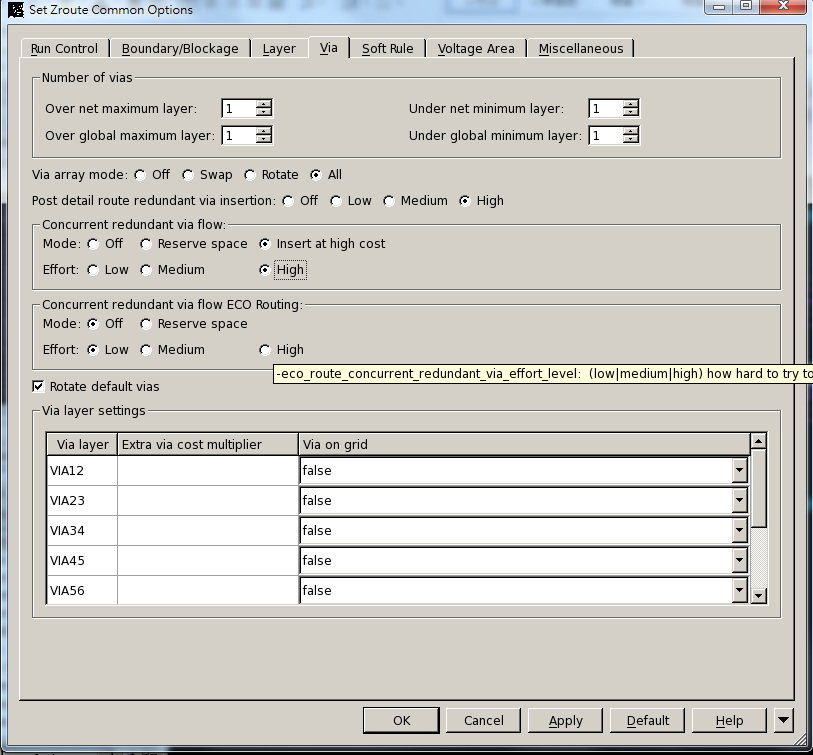 Set Zroute Common Options
Run Control Boundary/Blockage Layer Via Soft Rule Voltage Area Miscellaneous
Number of vias
Over net maximum layer: 1 Under net minimum layer: 1
Over global maximum layer: 1 Under global minimum layer: 1
Via array mode: Off Swap Rotate All
Post detail route redundant via insertion: Off Low Medium High
Concurrent redundant via flow:
Mode: Off Reserve space Insert at high cost
Effort: Low Medium High
Concurrent redundant via flow ECO Routing:
Mode: Off Reserve space
Effort: Low Medium High
-eco_route_concurrent_redundant_via_effort_level: (low|medium|high) how hard to try to
Rotate default vias
Via layer settings
Via layer Extra via cost multiplier Via on grid
VIA12 false
VIA23 false
VIA34 false
VIA45 false
VIA56 false
OK Cancel Apply Default Help